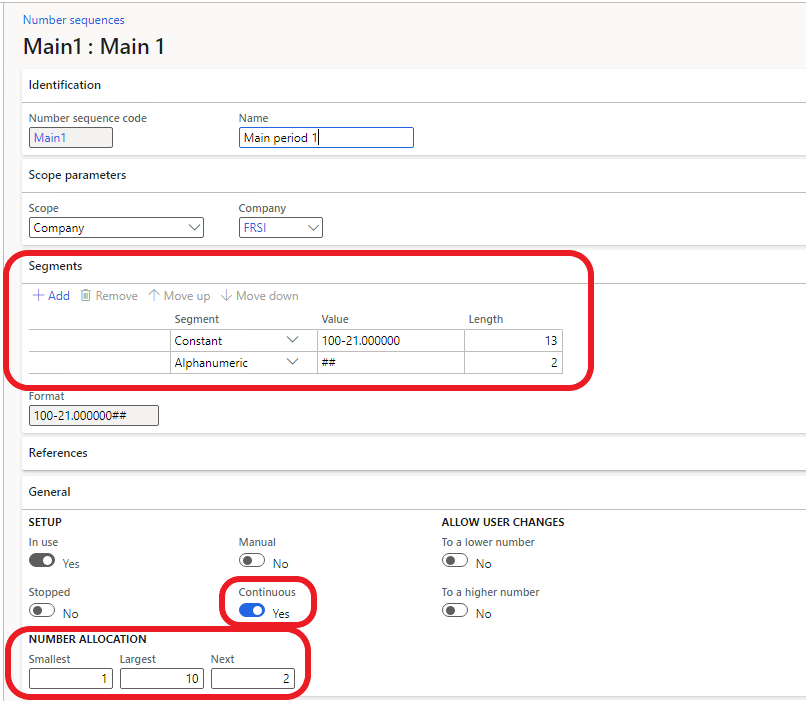 Number sequences
Main1 : Main 1
Identification
Number sequence code Name
Main1 Main period 1
Scope parameters
Scope Company
Company FRSI
Segments
Add Remove Move up Move down
Segment Value Length
Constant 100-21.000000 13
Alphanumeric ## 2
Format
100-21.000000##
References
General
SETUP ALLOW USER CHANGES
In use Manual To a lower number
Yes No No
Stopped Continuous To a higher number
No Yes No
NUMBER ALLOCATION
Smallest Largest Next
1 10 2